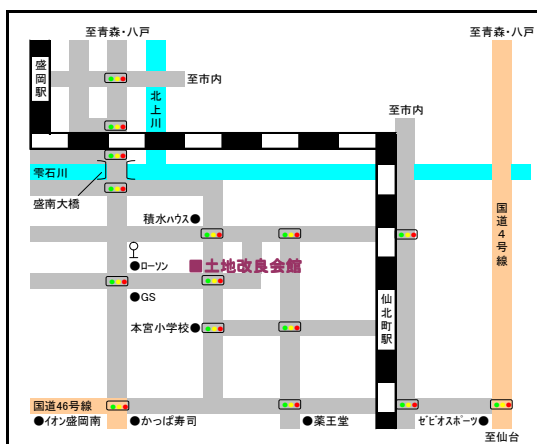 至青森・八戸
至青森・八戸
盛岡駅
至市内
北上川
至市内
雫石川
盛南大橋
国道4号線
積水ハウス●
●ローソン
■土地改良会館
●GS
仙北町駅
本宮小学校●
国道46号線
●イオン盛岡南
●かっぱ寿司
●薬王堂
ゼビオスポーツ●
至仙台